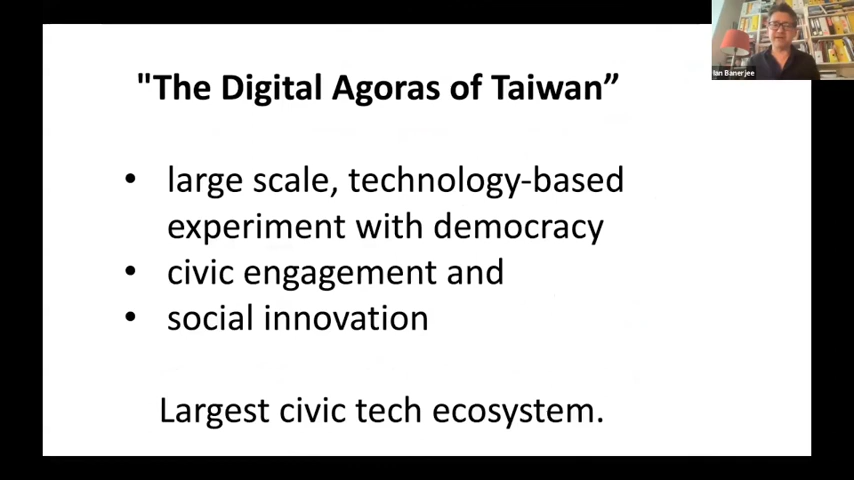 "The Digital Agoras of Taiwan”
• large scale, technology-based
experiment with democracy
• civic engagement and
• social innovation
Largest civic tech ecosystem.
Ian Banerjee